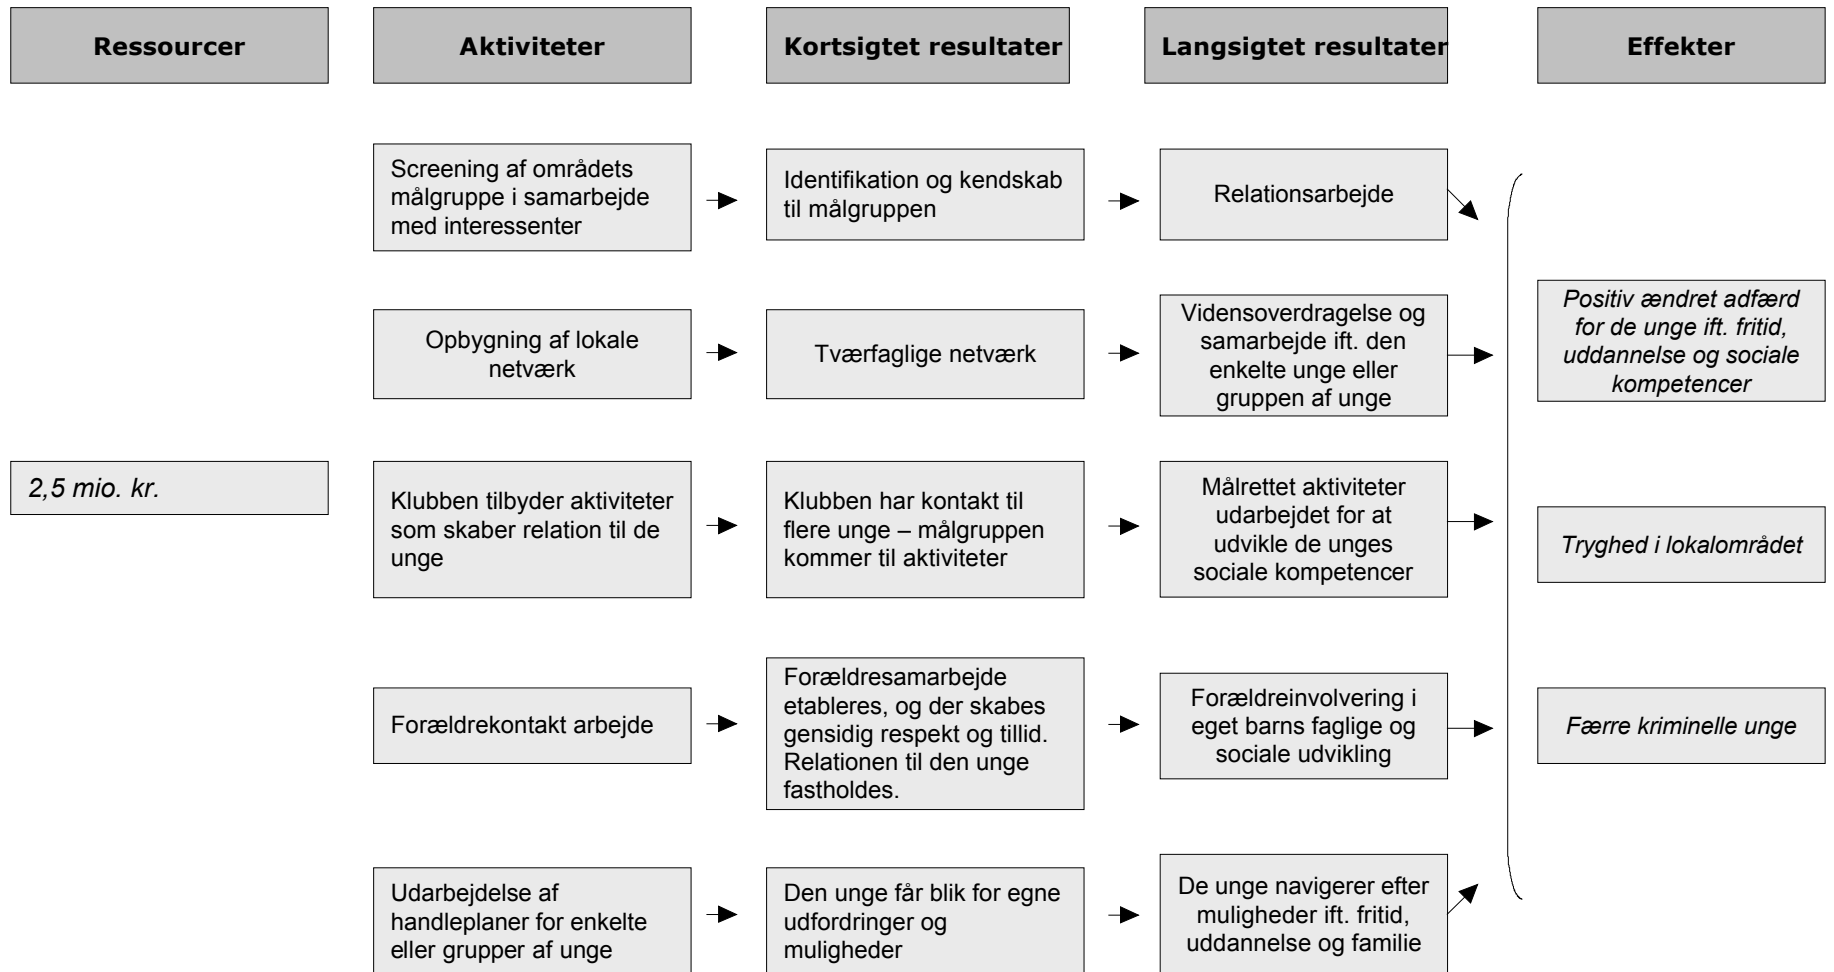 Ressourcer
Aktiviteter
Kortsigtet resultater
Langsigtet resultater
Effekter
Screening af områdets
målgruppe i samarbejde
med interessenter
Identifikation og kendskab
til målgruppen
Relationsarbejde
Opbygning af lokale
netværk
Tværfaglige netværk
Vidensoverdragelse og
samarbejde ift. den
enkelte unge eller
gruppen af unge
Positiv ændret adfærd
for de unge ift. fritid,
uddannelse og sociale
kompetencer
2,5 mio. kr.
Klubben tilbyder aktiviteter
som skaber relation til de
unge
Klubben har kontakt til
flere unge – målgruppen
kommer til aktiviteter
Målrettet aktiviteter
udarbejdet for at
udvikle de unges
sociale kompetencer
Tryghed i lokalområdet
Forældrekontakt arbejde
Forældresamarbejde
etableres, og der skabes
gensidig respekt og tillid.
Relationen til den unge
fastholdes.
Forældreinvolvering i
eget barns faglige og
sociale udvikling
Færre kriminelle unge
Udarbejdelse af
handleplaner for enkelte
eller grupper af unge
Den unge får blik for egne
udfordringer og
muligheder
De unge navigerer efter
muligheder ift. fritid,
uddannelse og familie